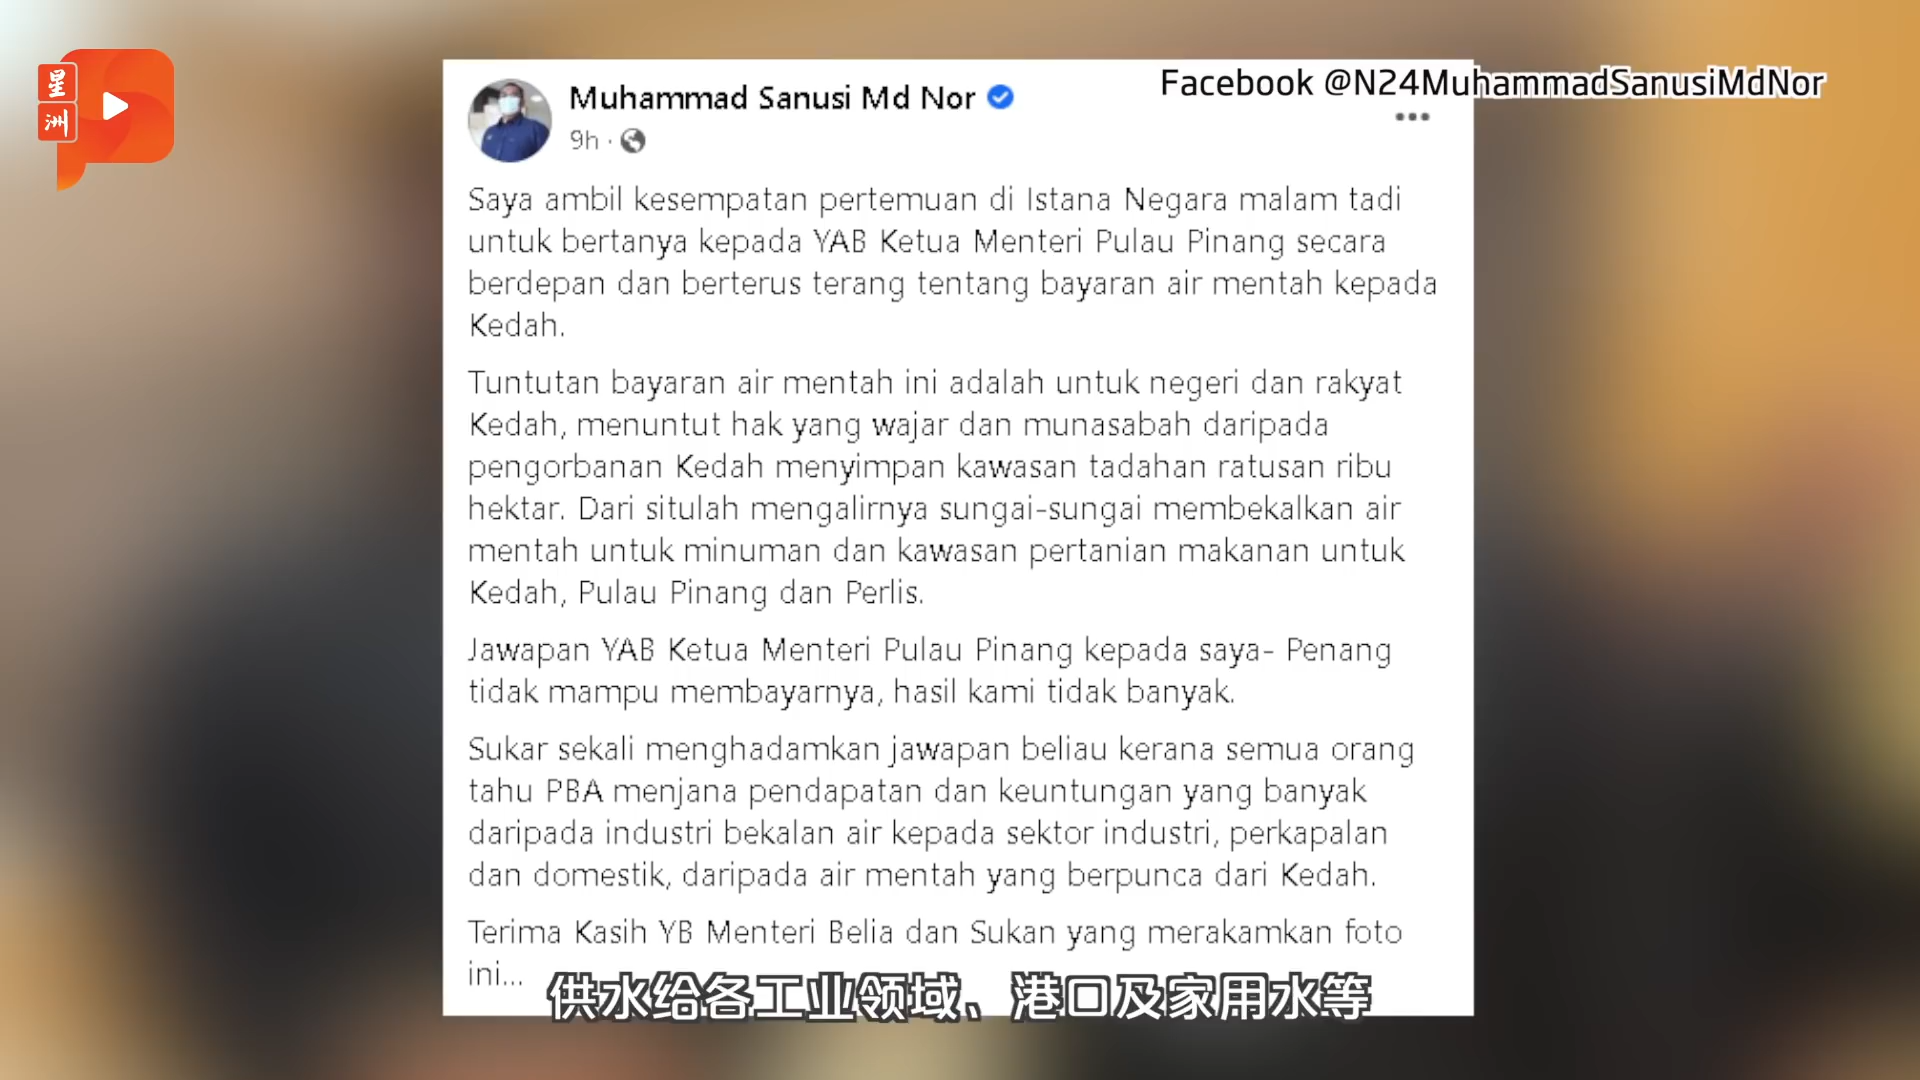 星洲
Facebook @N24MuhammadSanusiMdNor
Muhammad Sanusi Md Nor
9h ·
Saya ambil kesempatan pertemuan di Istana Negara malam tadi
untuk bertanya kepada YAB Ketua Menteri Pulau Pinang secara
berdepan dan berterus terang tentang bayaran air mentah kepada
Kedah.
Tuntutan bayaran air mentah ini adalah untuk negeri dan rakyat
Kedah, menuntut hak yang wajar dan munasabah daripada
pengorbanan Kedah menyimpan kawasan tadahan ratusan ribu
hektar. Dari situlah mengalirnya sungai-sungai membekalkan air
mentah untuk minuman dan kawasan pertanian makanan untuk
Kedah, Pulau Pinang dan Perlis.
Jawapan YAB Ketua Menteri Pulau Pinang kepada saya- Penang
tidak mampu membayarnya, hasil kami tidak banyak.
Sukar sekali menghadamkan jawapan beliau kerana semua orang
tahu PBA menjana pendapatan dan keuntungan yang banyak
daripada industri bekalan air kepada sektor industri, perkapalan
dan domestik, daripada air mentah yang berpunca dari Kedah.
Terima Kasih YB Menteri Belia dan Sukan yang merakamkan foto
ini...
供水给各工业领域、港口及家用水等